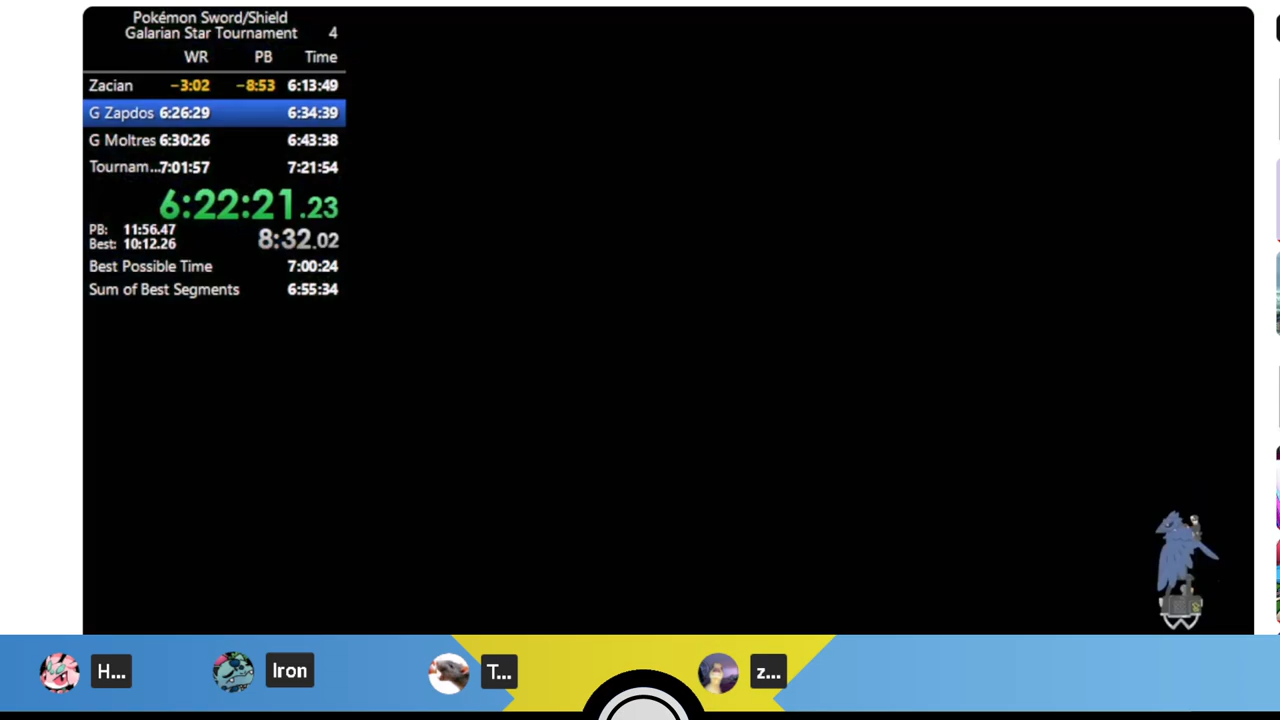 Pokémon Sword/Shield
Galarian Star Tournament 4
WR PB Time
Zacian −3:02 −8:53 6:13:49
G Zapdos 6:26:29 6:34:39
G Moltres 6:30:26 6:43:38
Tournam...7:01:57 7:21:54
6:22:21.23
PB: 11:56.47
Best: 10:12.26
8:32.02
Best Possible Time 7:00:24
Sum of Best Segments 6:55:34
H...
Iron
T...
z...